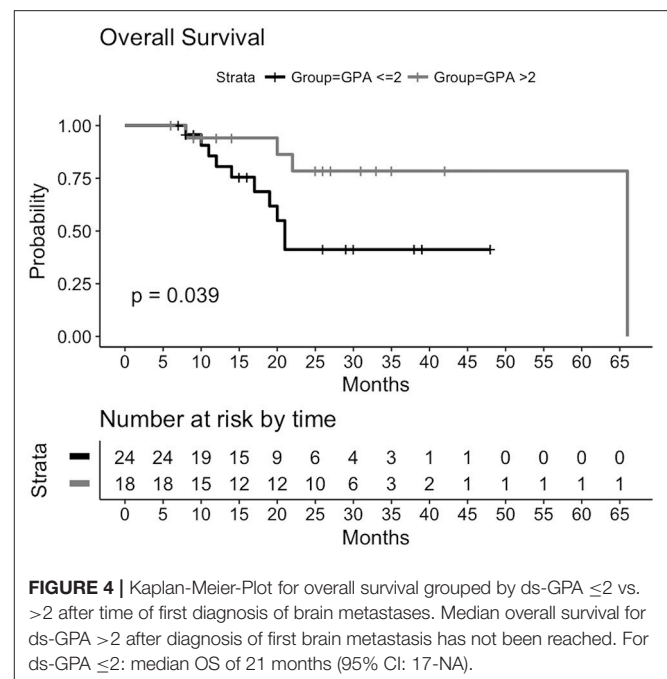 Overall Survival
Strata Group=GPA <=2 Group=GPA >2
1.00
0.75
0.50
0.25
0.00
Probability
p = 0.039
0 5 10 15 20 25 30 35 40 45 50 55 60 65
Months
Number at risk by time
Strata
24 24 19 15 9 6 4 3 1 1 0 0 0 0
18 18 15 12 12 10 6 3 2 1 1 1 1 1
0 5 10 15 20 25 30 35 40 45 50 55 60 65
Months
FIGURE 4 | Kaplan-Meier-Plot for overall survival grouped by ds-GPA ≤2 vs.
>2 after time of first diagnosis of brain metastases. Median overall survival for
ds-GPA >2 after diagnosis of first brain metastasis has not been reached. For
ds-GPA ≤2: median OS of 21 months (95% CI: 17-NA).